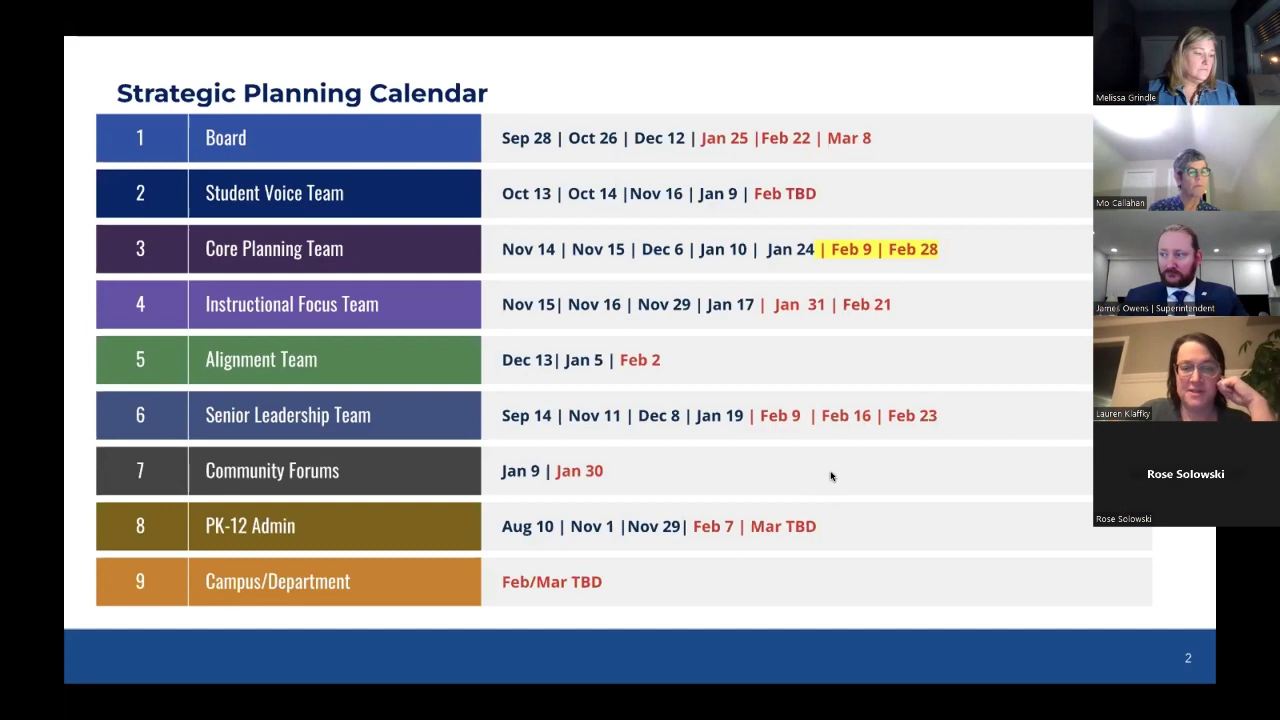 Strategic Planning Calendar
1 Board Sep 28 | Oct 26 | Dec 12 | Jan 25 |Feb 22 | Mar 8
2 Student Voice Team Oct 13 | Oct 14 |Nov 16 | Jan 9 | Feb TBD
3 Core Planning Team Nov 14 | Nov 15 | Dec 6 | Jan 10 | Jan 24 | Feb 9 | Feb 28
4 Instructional Focus Team Nov 15| Nov 16 | Nov 29 | Jan 17 | Jan 31 | Feb 21
5 Alignment Team Dec 13| Jan 5 | Feb 2
6 Senior Leadership Team Sep 14 | Nov 11 | Dec 8 | Jan 19 | Feb 9 | Feb 16 | Feb 23
7 Community Forums Jan 9 | Jan 30
8 PK-12 Admin Aug 10 | Nov 1 |Nov 29| Feb 7 | Mar TBD
9 Campus/Department Feb/Mar TBD
2
Melissa Grindle
Mo Callahan
James Owens | Superintendent
Lauren Klaffky
Rose Solowski
Rose Solowski